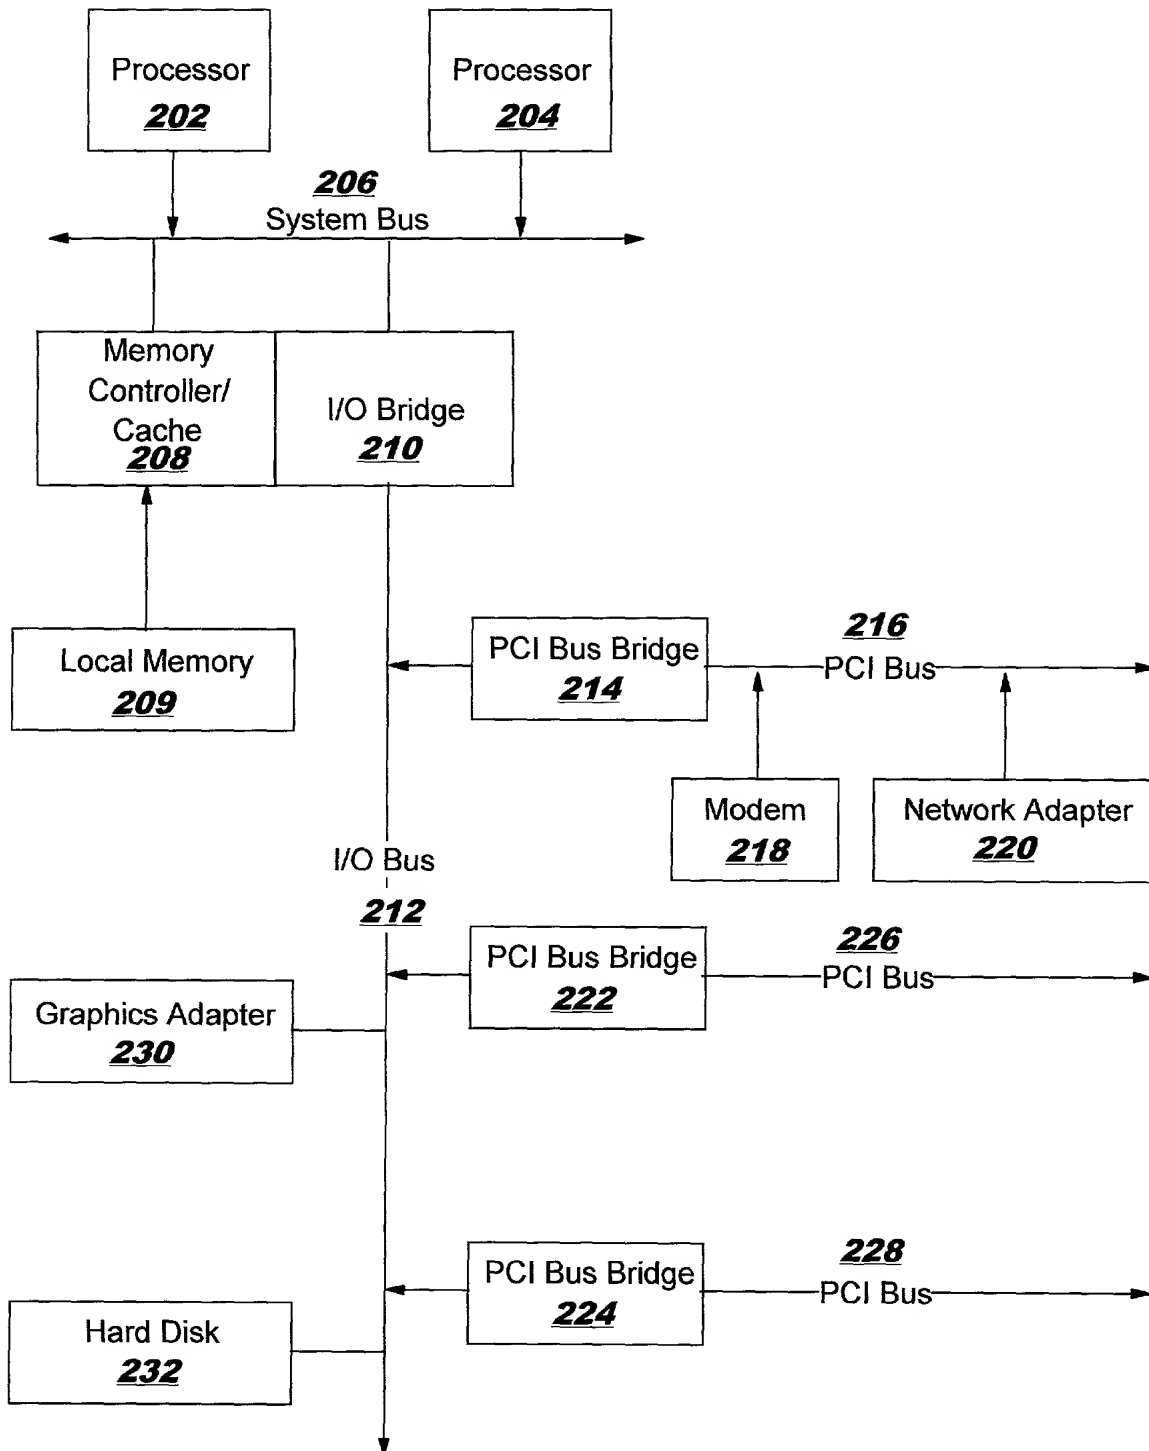 Processor
202
Processor
204
206
System Bus
Memory
Controller/
Cache
208
I/O Bridge
210
Local Memory
209
PCI Bus Bridge
214
216
PCI Bus
Modem
218
Network Adapter
220
I/O Bus
212
PCI Bus Bridge
222
226
PCI Bus
Graphics Adapter
230
PCI Bus Bridge
224
228
PCI Bus
Hard Disk
232